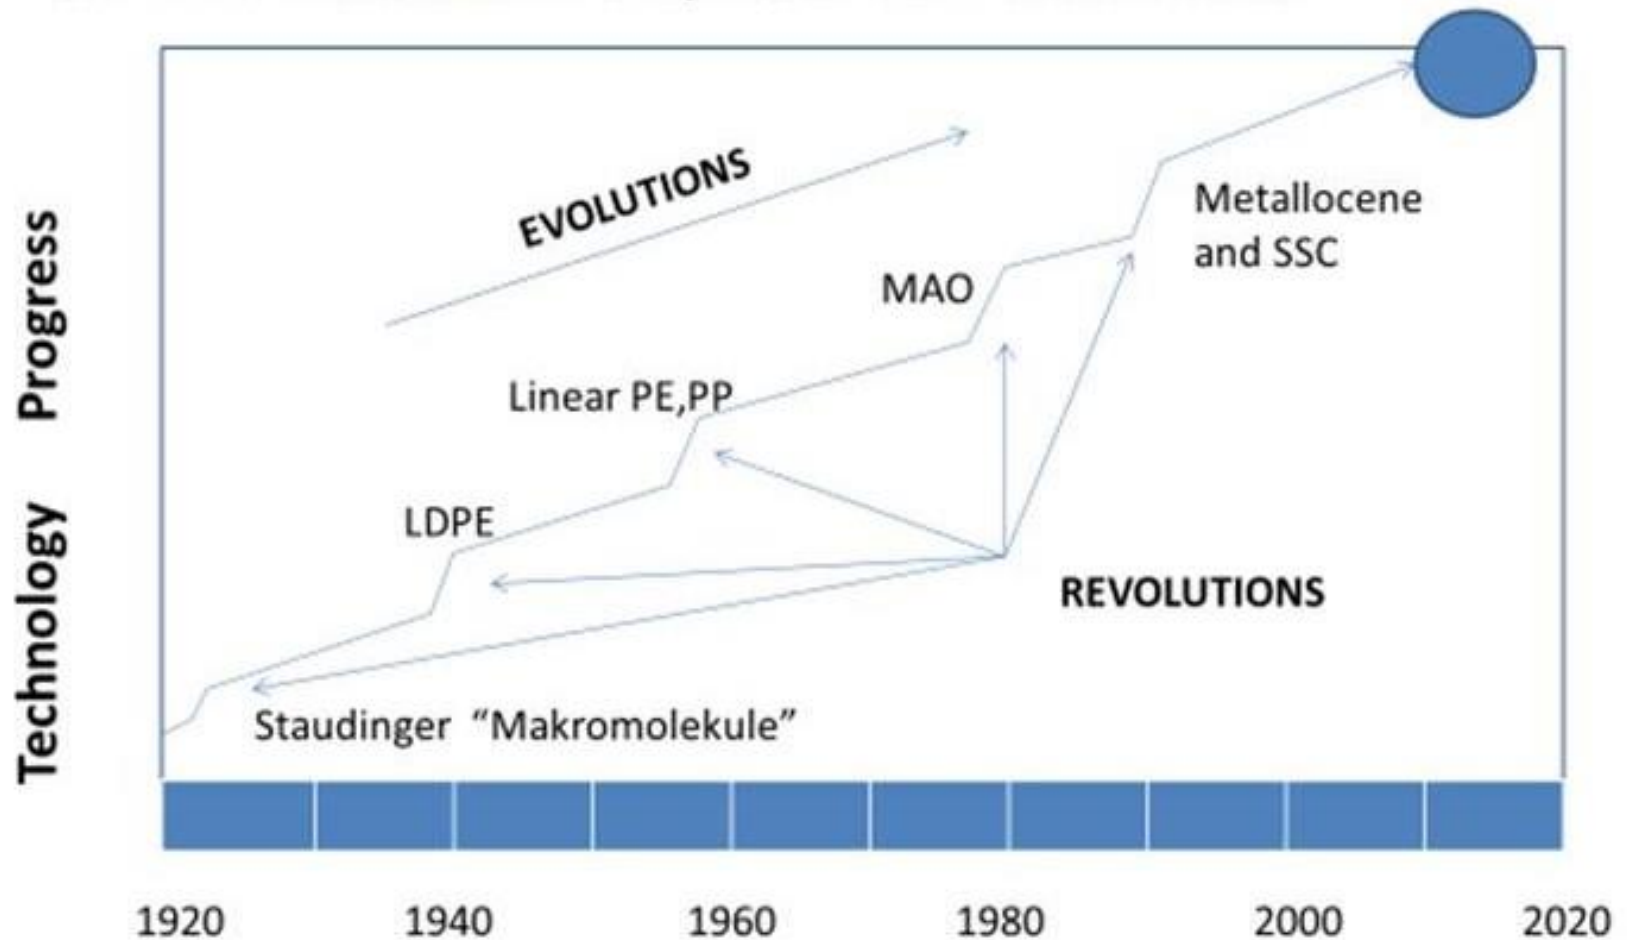 EVOLUTIONS
Metallocene
and SSC
MAO
Linear PE,PP
LDPE
REVOLUTIONS
Staudinger “Makromolekule”
Technology Progress
1920 1940 1960 1980 2000 2020